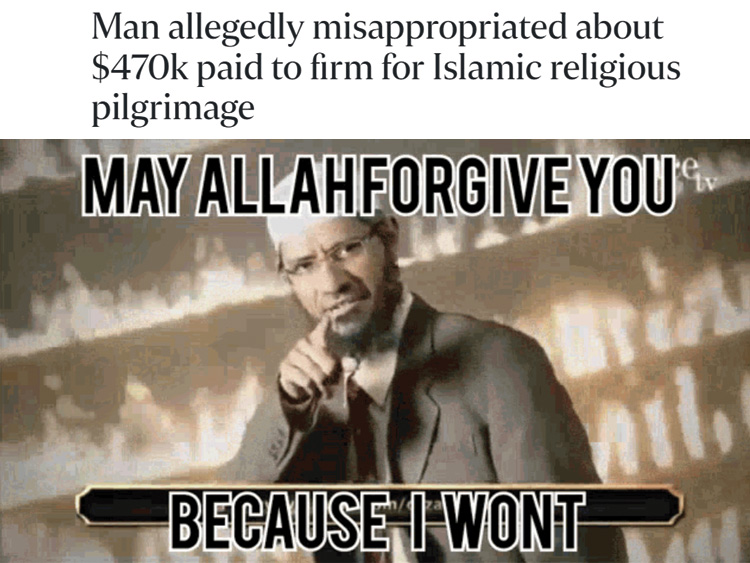 Man allegedly misappropriated about
$470k paid to firm for Islamic religious
pilgrimage
MAY ALLAH FORGIVE YOU
BECAUSE I WONT